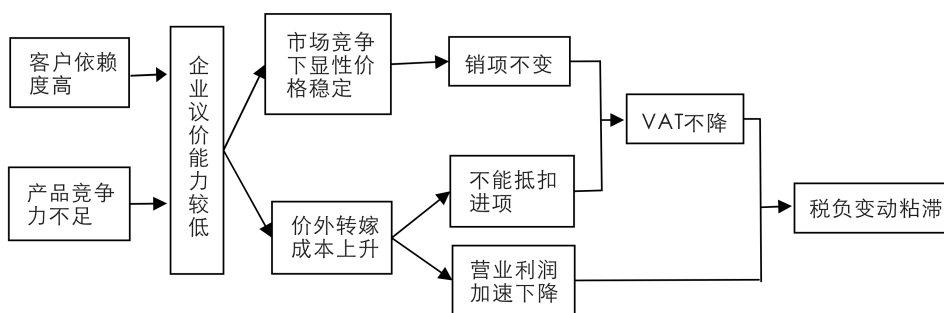 客户依赖
度高
产品竞争
力不足
企
业
议
价
能
力
较
低
市场竞争
下显性价
格稳定
价外转嫁
成本上升
销项不变
不能抵扣
进项
营业利润
加速下降
VAT不降
税负变动粘滞